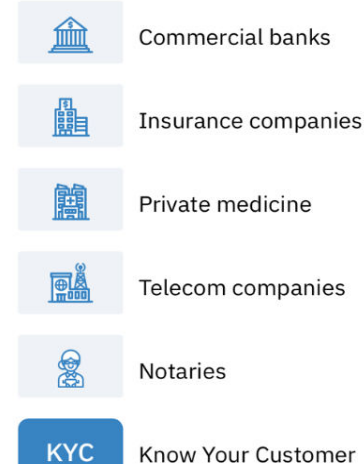 Commercial banks
Insurance companies
Private medicine
Telecom companies
Notaries
KYC Know Your Customer